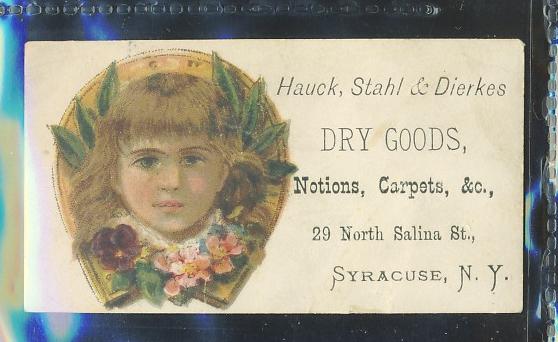 Hauck, Stahl & Dierkes
DRY GOODS,
Notions, Carpets, &c.,
29 North Salina St.,
SYRACUSE, N. Y.